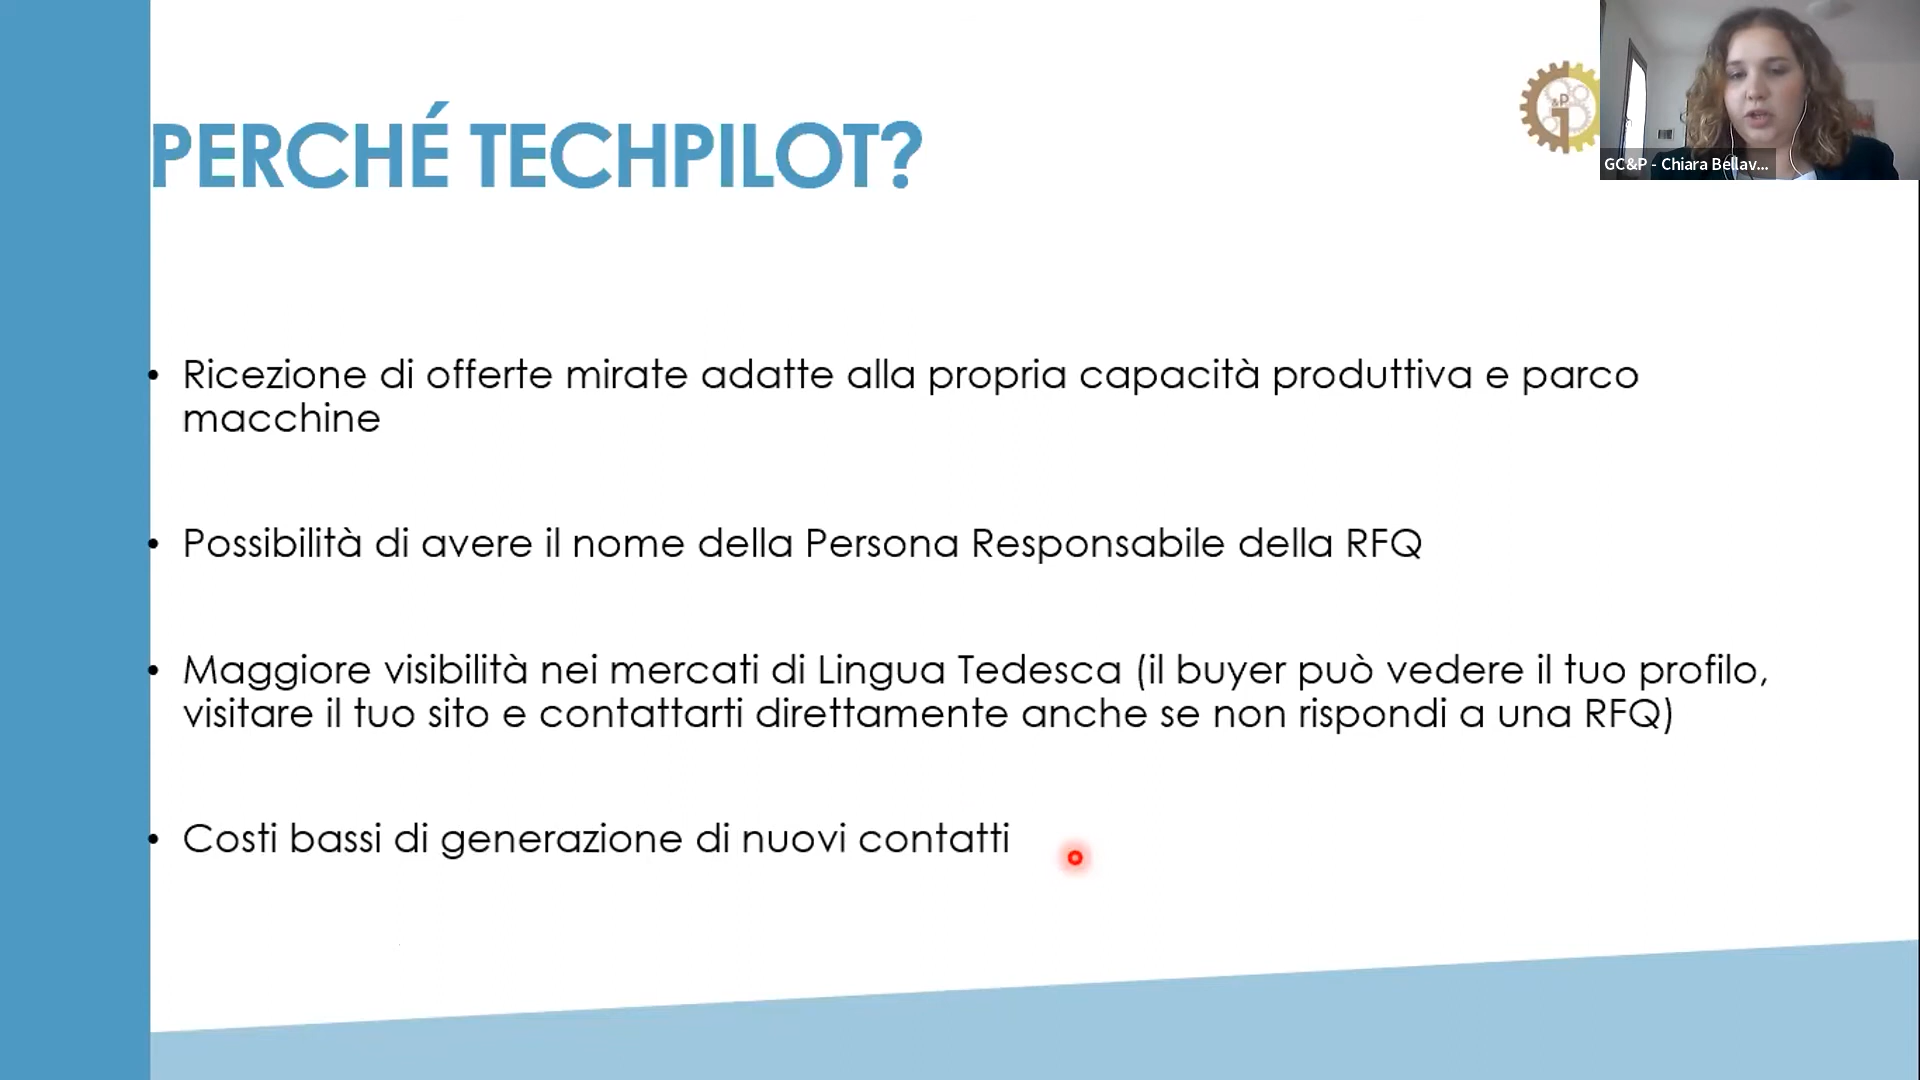 PERCHÉ TECHPILOT?
&P
GC&P - Chiara Bellav...
• Ricezione di offerte mirate adatte alla propria capacità produttiva e parco
macchine
• Possibilità di avere il nome della Persona Responsabile della RFQ
• Maggiore visibilità nei mercati di Lingua Tedesca (il buyer può vedere il tuo profilo,
visitare il tuo sito e contattarti direttamente anche se non rispondi a una RFQ)
• Costi bassi di generazione di nuovi contatti